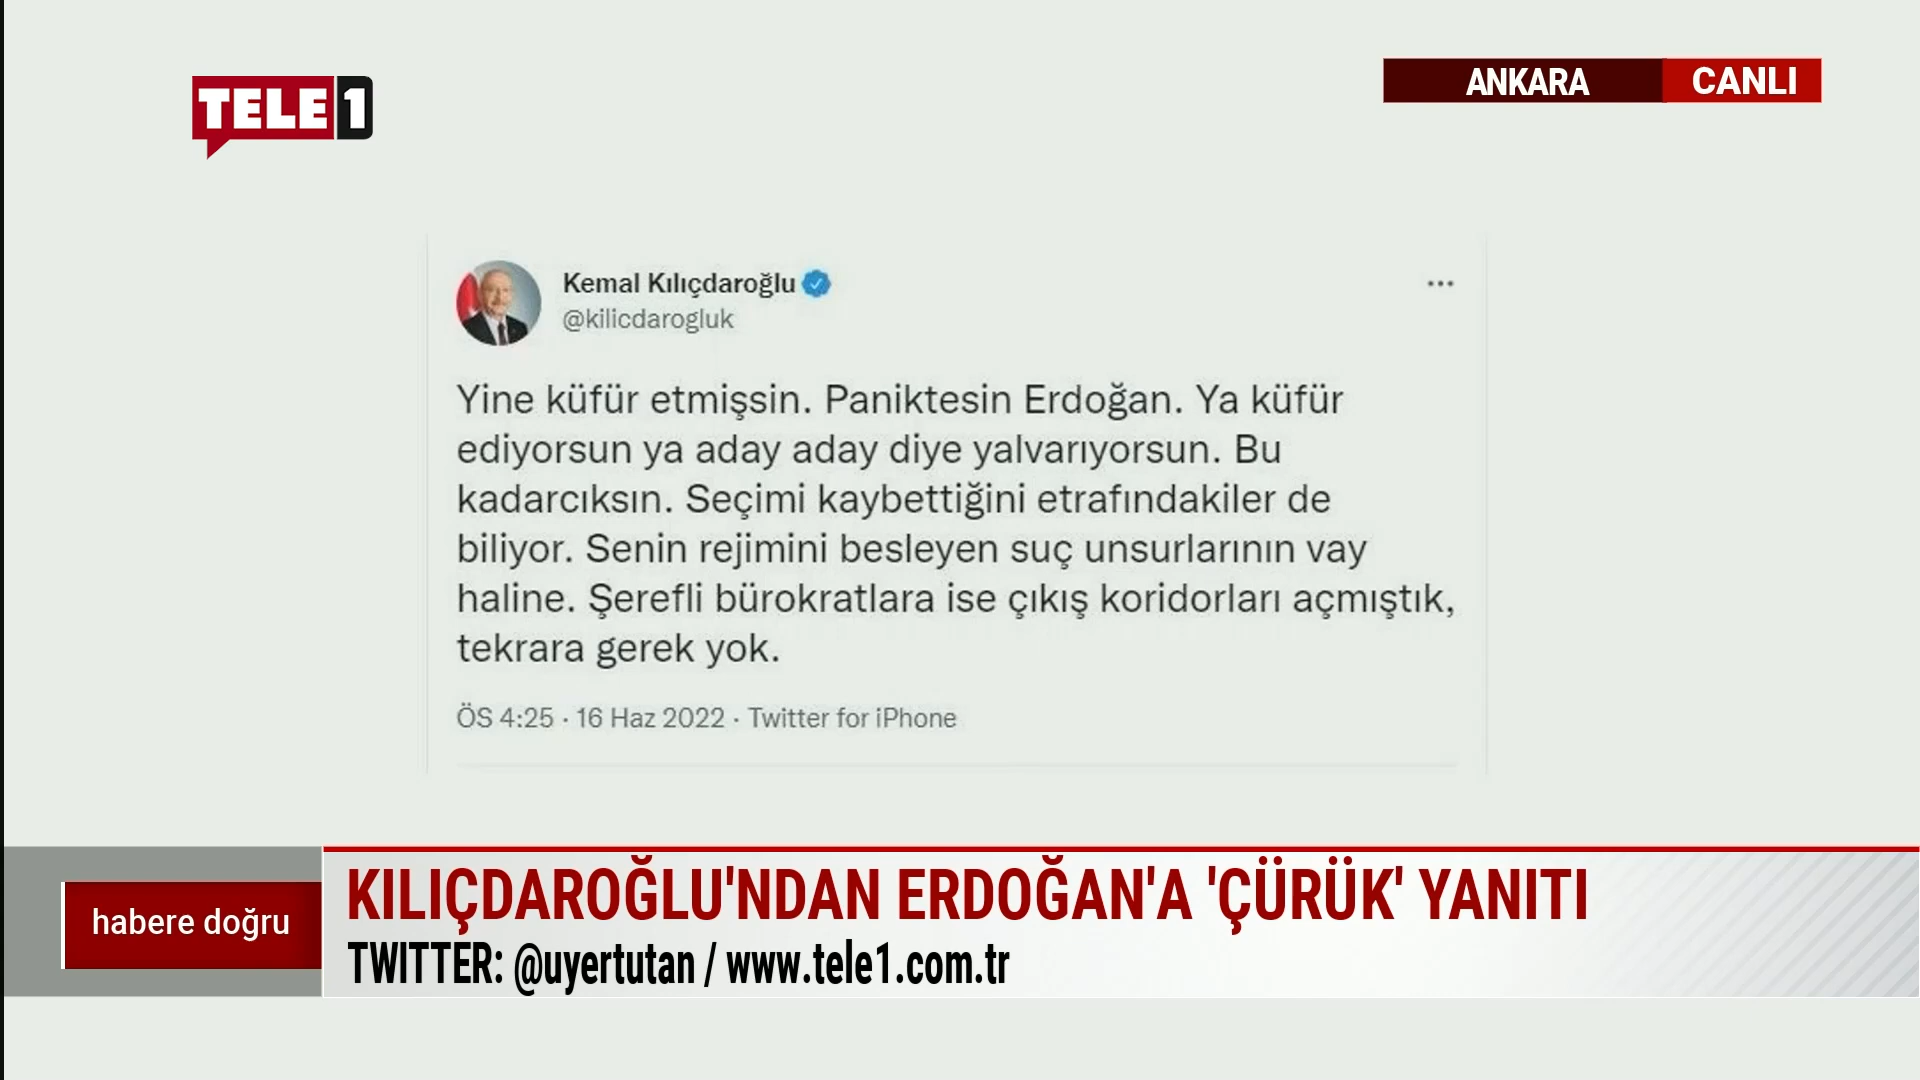 TELE1
ANKARA CANLI
Kemal Kılıçdaroğlu
@kilicdarogluk
Yine küfür etmişsin. Paniktesin Erdoğan. Ya küfür
ediyorsun ya aday aday diye yalvarıyorsun. Bu
kadarcıksın. Seçimi kaybettiğini etrafındakiler de
biliyor. Senin rejimini besleyen suç unsurlarının vay
haline. Şerefli bürokratlara ise çıkış koridorları açmıştık,
tekrara gerek yok.
ÖS 4:25 · 16 Haz 2022 · Twitter for iPhone
habere doğru
KILIÇDAROĞLU'NDAN ERDOĞAN'A 'ÇÜRÜK' YANITI
TWITTER: @uyertutan / www.tele1.com.tr